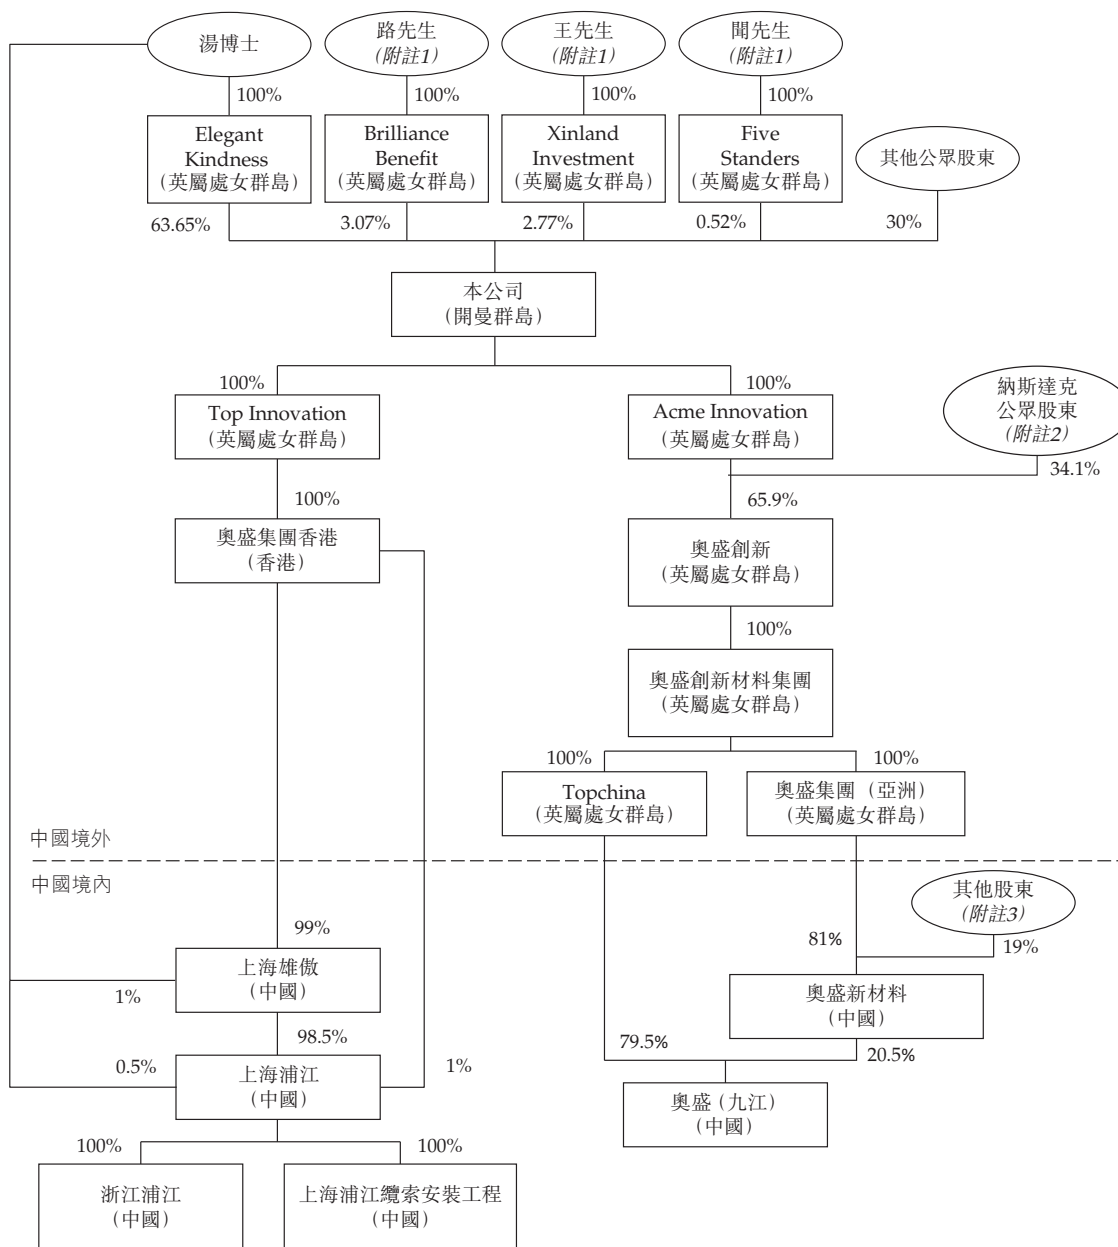 湯博士
路先生
(附註1)
王先生
(附註1)
聞先生
(附註1)
100%
100%
100%
100%
Elegant
Kindness
(英屬處女群島)
Brilliance
Benefit
(英屬處女群島)
Xinland
Investment
(英屬處女群島)
Five
Standers
(英屬處女群島)
其他公眾股東
63.65%
3.07%
2.77%
0.52%
30%
本公司
(開曼群島)
100%
100%
Top Innovation
(英屬處女群島)
Acme Innovation
(英屬處女群島)
納斯達克
公眾股東
(附註2)
34.1%
100%
65.9%
奧盛集團香港
(香港)
奧盛創新
(英屬處女群島)
100%
奧盛創新材料集團
(英屬處女群島)
100%
100%
Topchina
(英屬處女群島)
奧盛集團(亞洲)
(英屬處女群島)
中國境外
中國境內
其他股東
(附註3)
99%
81%
19%
上海雄傲
(中國)
1%
奧盛新材料
(中國)
98.5%
79.5%
20.5%
0.5%
上海浦江
(中國)
1%
奧盛(九江)
(中國)
100%
100%
浙江浦江
(中國)
上海浦江纜索安裝工程
(中國)